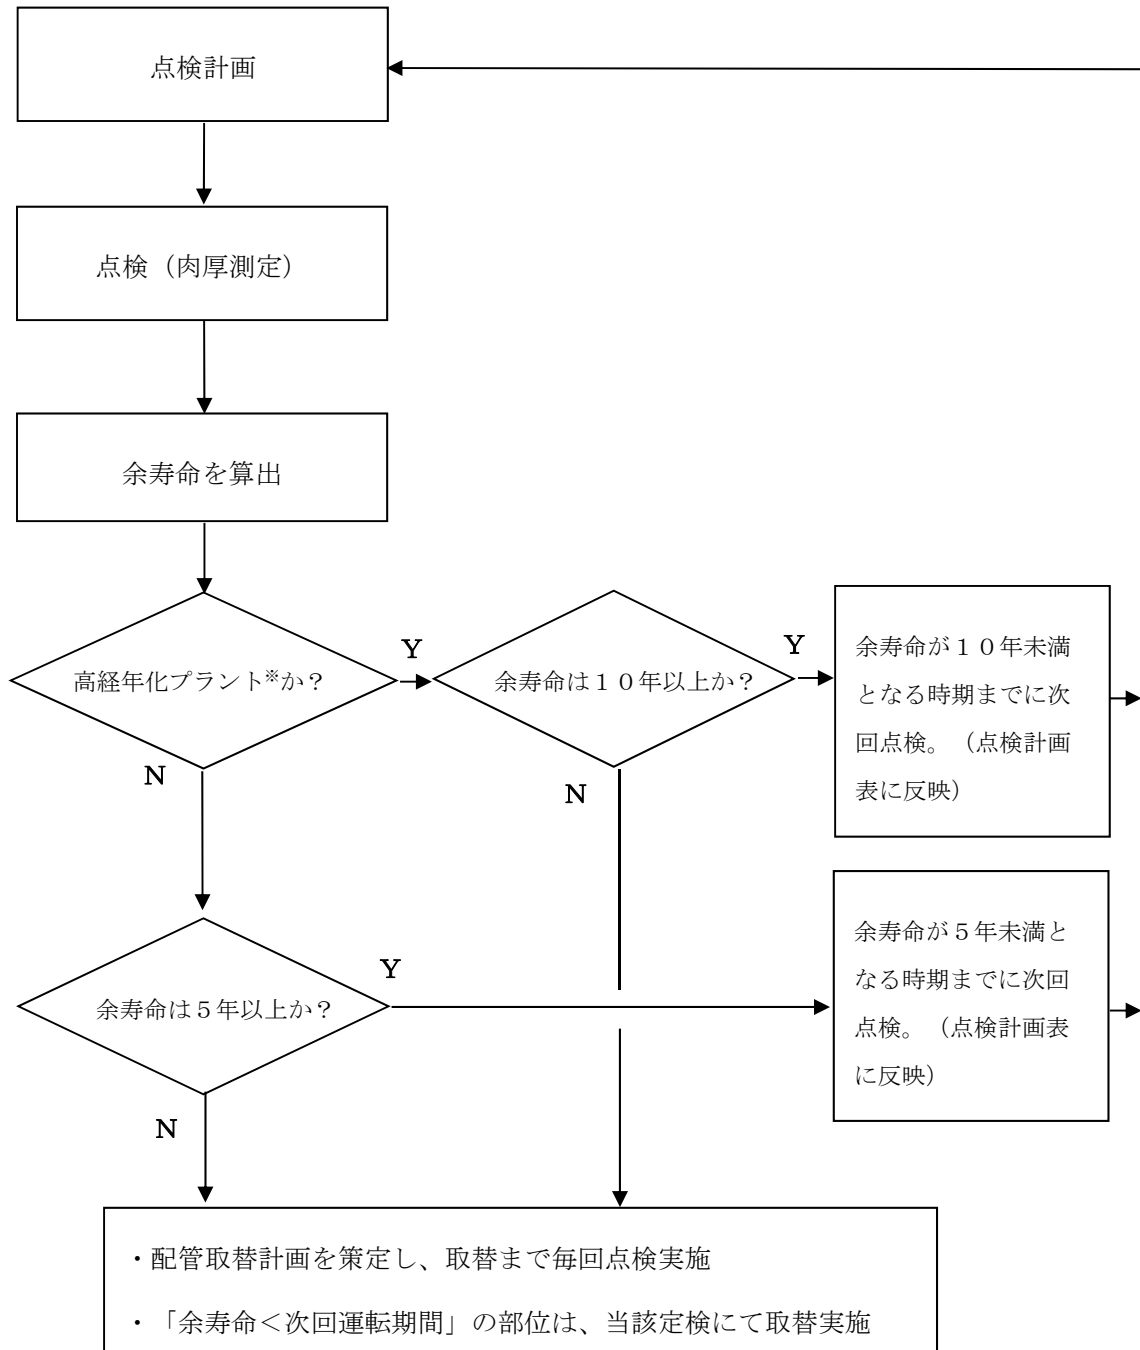 点検計画
点検（肉厚測定）
余寿命を算出
高経年化プラント※か？
Y
余寿命は１０年以上か？
Y
余寿命が１０年未満
となる時期までに次
回点検。（点検計画
表に反映）
N
N
余寿命は５年以上か？
Y
余寿命が５年未満と
なる時期までに次回
点検。（点検計画表
に反映）
N
・配管取替計画を策定し、取替まで毎回点検実施
・「余寿命＜次回運転期間」の部位は、当該定検にて取替実施